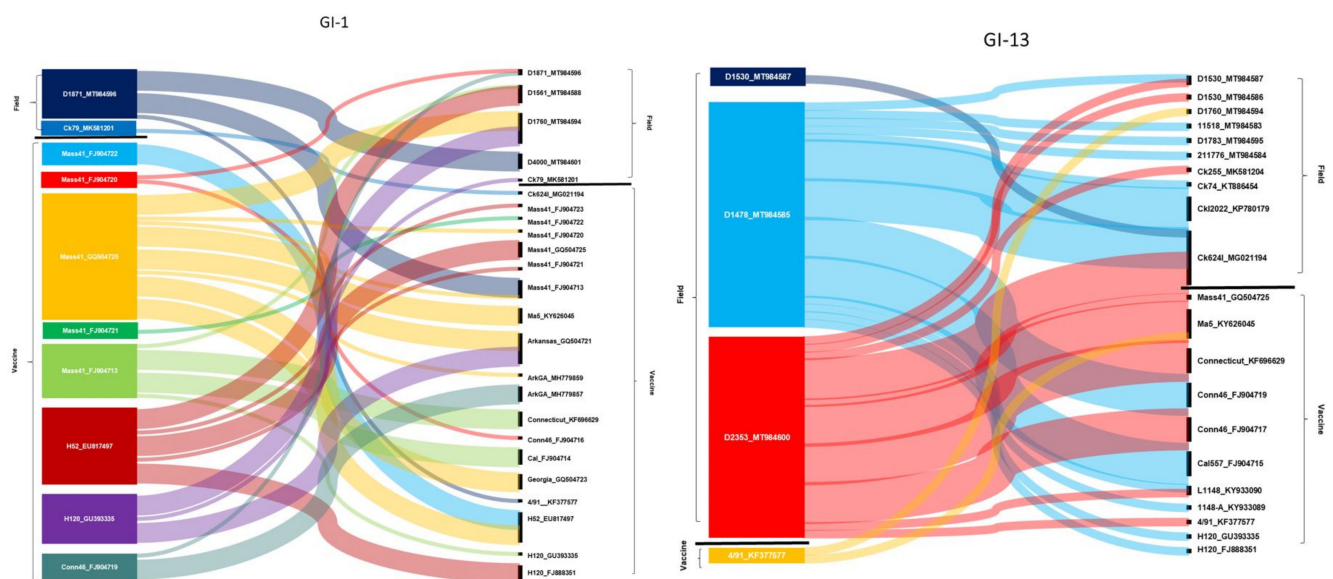 GI-1
Field
D1871_MT984596
Ck79_MK581201
Vaccine
Mass41_FJ904722
Mass41_FJ904720
Mass41_GQ504725
Mass41_FJ904721
Mass41_FJ904713
H52_EU817497
H120_GU393335
Conn46_FJ904719
D1871_MT984596
D1561_MT984588
D1760_MT984594
D4000_MT984601
Ck79_MK581201
Field
Ck624I_MG021194
Mass41_FJ904723
Mass41_FJ904722
Mass41_FJ904720
Mass41_GQ504725
Mass41_FJ904721
Mass41_FJ904713
Ma5_KY626045
Arkansas_GQ504721
ArkGA_MH779859
ArkGA_MH779857
Connecticut_KF696629
Conn46_FJ904716
Cal_FJ904714
Georgia_GQ504723
4/91__KF377577
H52_EU817497
H120_GU393335
H120_FJ888351
Vaccine
GI-13
Field
D1530_MT984587
D1478_MT984585
D2353_MT984600
Vaccine
4/91_KF377577
D1530_MT984587
D1530_MT984586
D1760_MT984594
11518_MT984583
D1783_MT984595
211776_MT984584
Ck255_MK581204
Ck74_KT886454
CkI2022_KP780179
Ck624I_MG021194
Field
Mass41_GQ504725
Ma5_KY626045
Connecticut_KF696629
Conn46_FJ904719
Conn46_FJ904717
Cal557_FJ904715
L1148_KY933090
1148-A_KY933089
4/91_KF377577
H120_GU393335
H120_FJ888351
Vaccine